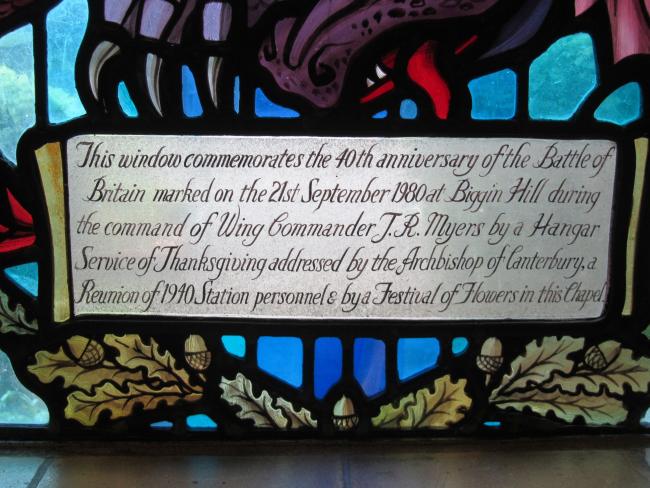 This window commemorates the 40th anniversary of the Battle of
Britain marked on the 21st September 1980 at Biggin Hill during
the command of Wing Commander J.R. Myers by a Hangar
Service of Thanksgiving addressed by the Archbishop of Canterbury, a
Reunion of 1940 Station personnel & by a Festival of Flowers in this Chapel.